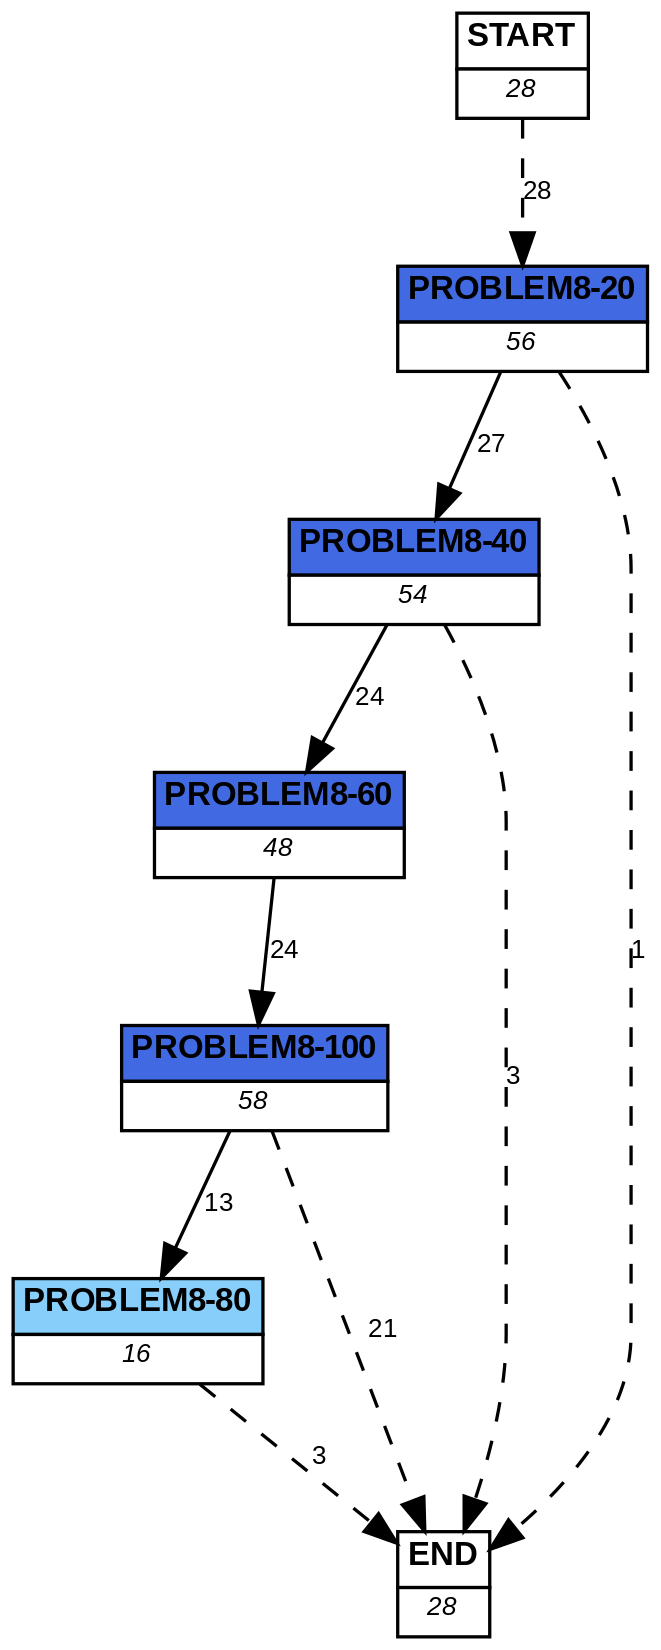 START
28
28
PROBLEM8-20
56
27
PROBLEM8-40
54
24
PROBLEM8-60
48
24
1
PROBLEM8-100
58
3
13
PROBLEM8-80
16
21
3
END
28